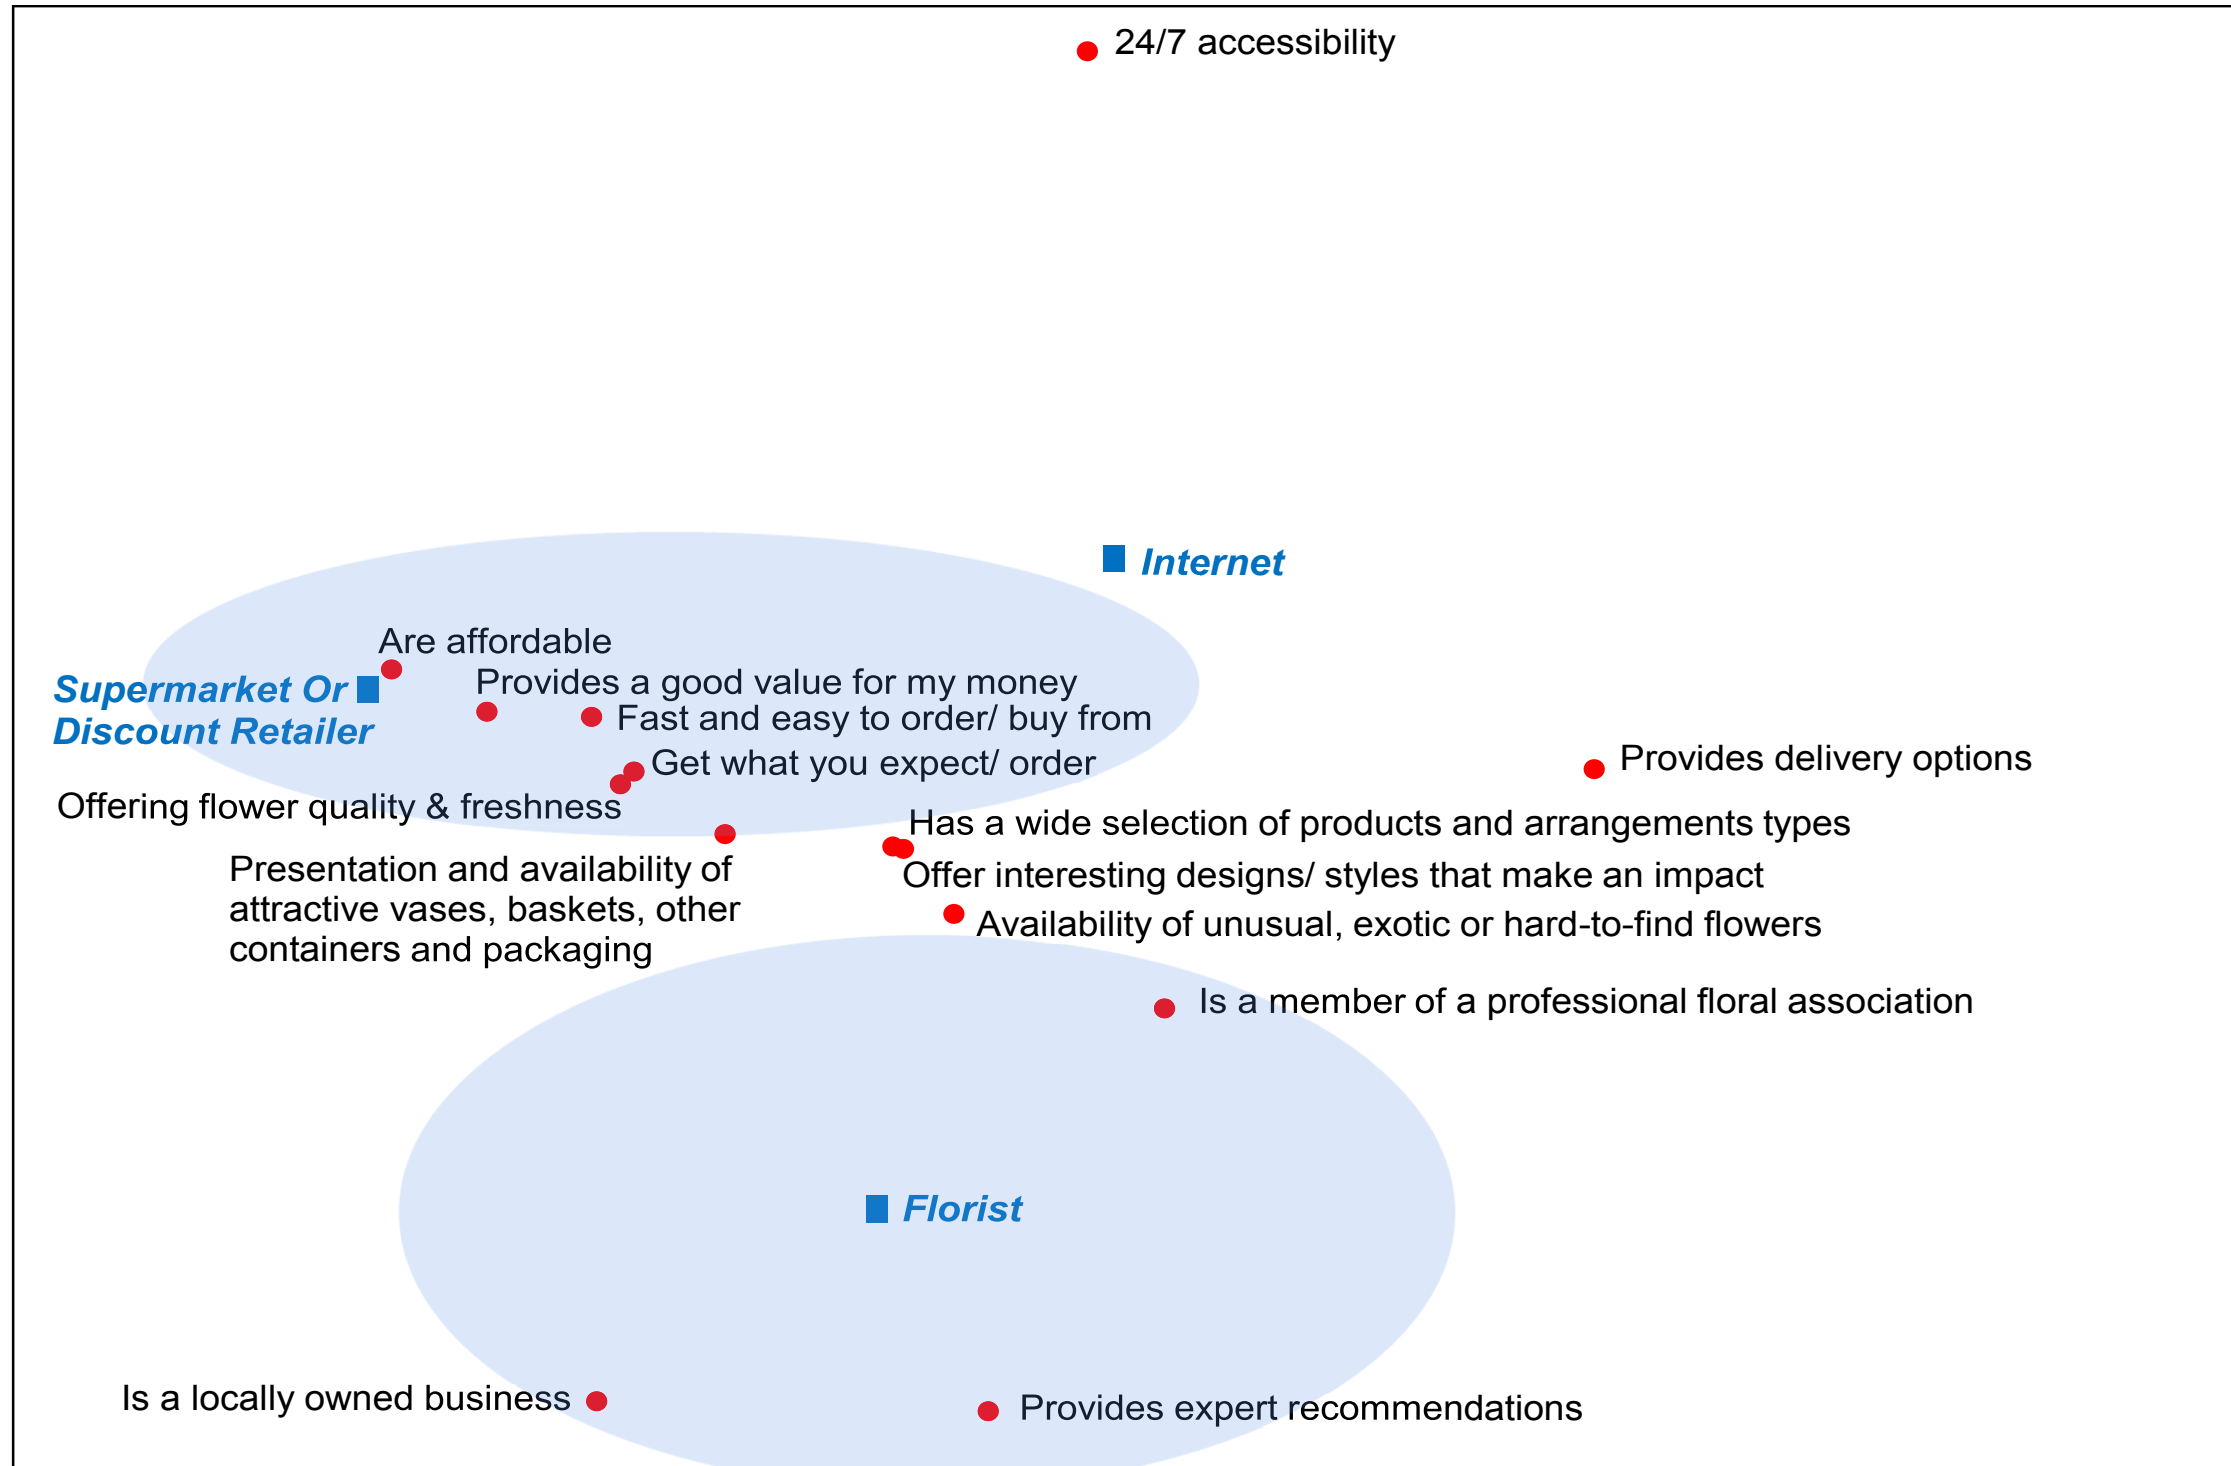 24/7 accessibility
Internet
Are affordable
Supermarket Or
Discount Retailer
Provides a good value for my money
Fast and easy to order/ buy from
Get what you expect/ order
Provides delivery options
Offering flower quality & freshness
Has a wide selection of products and arrangements types
Presentation and availability of
attractive vases, baskets, other
containers and packaging
Offer interesting designs/ styles that make an impact
Availability of unusual, exotic or hard-to-find flowers
Is a member of a professional floral association
Florist
Is a locally owned business
Provides expert recommendations